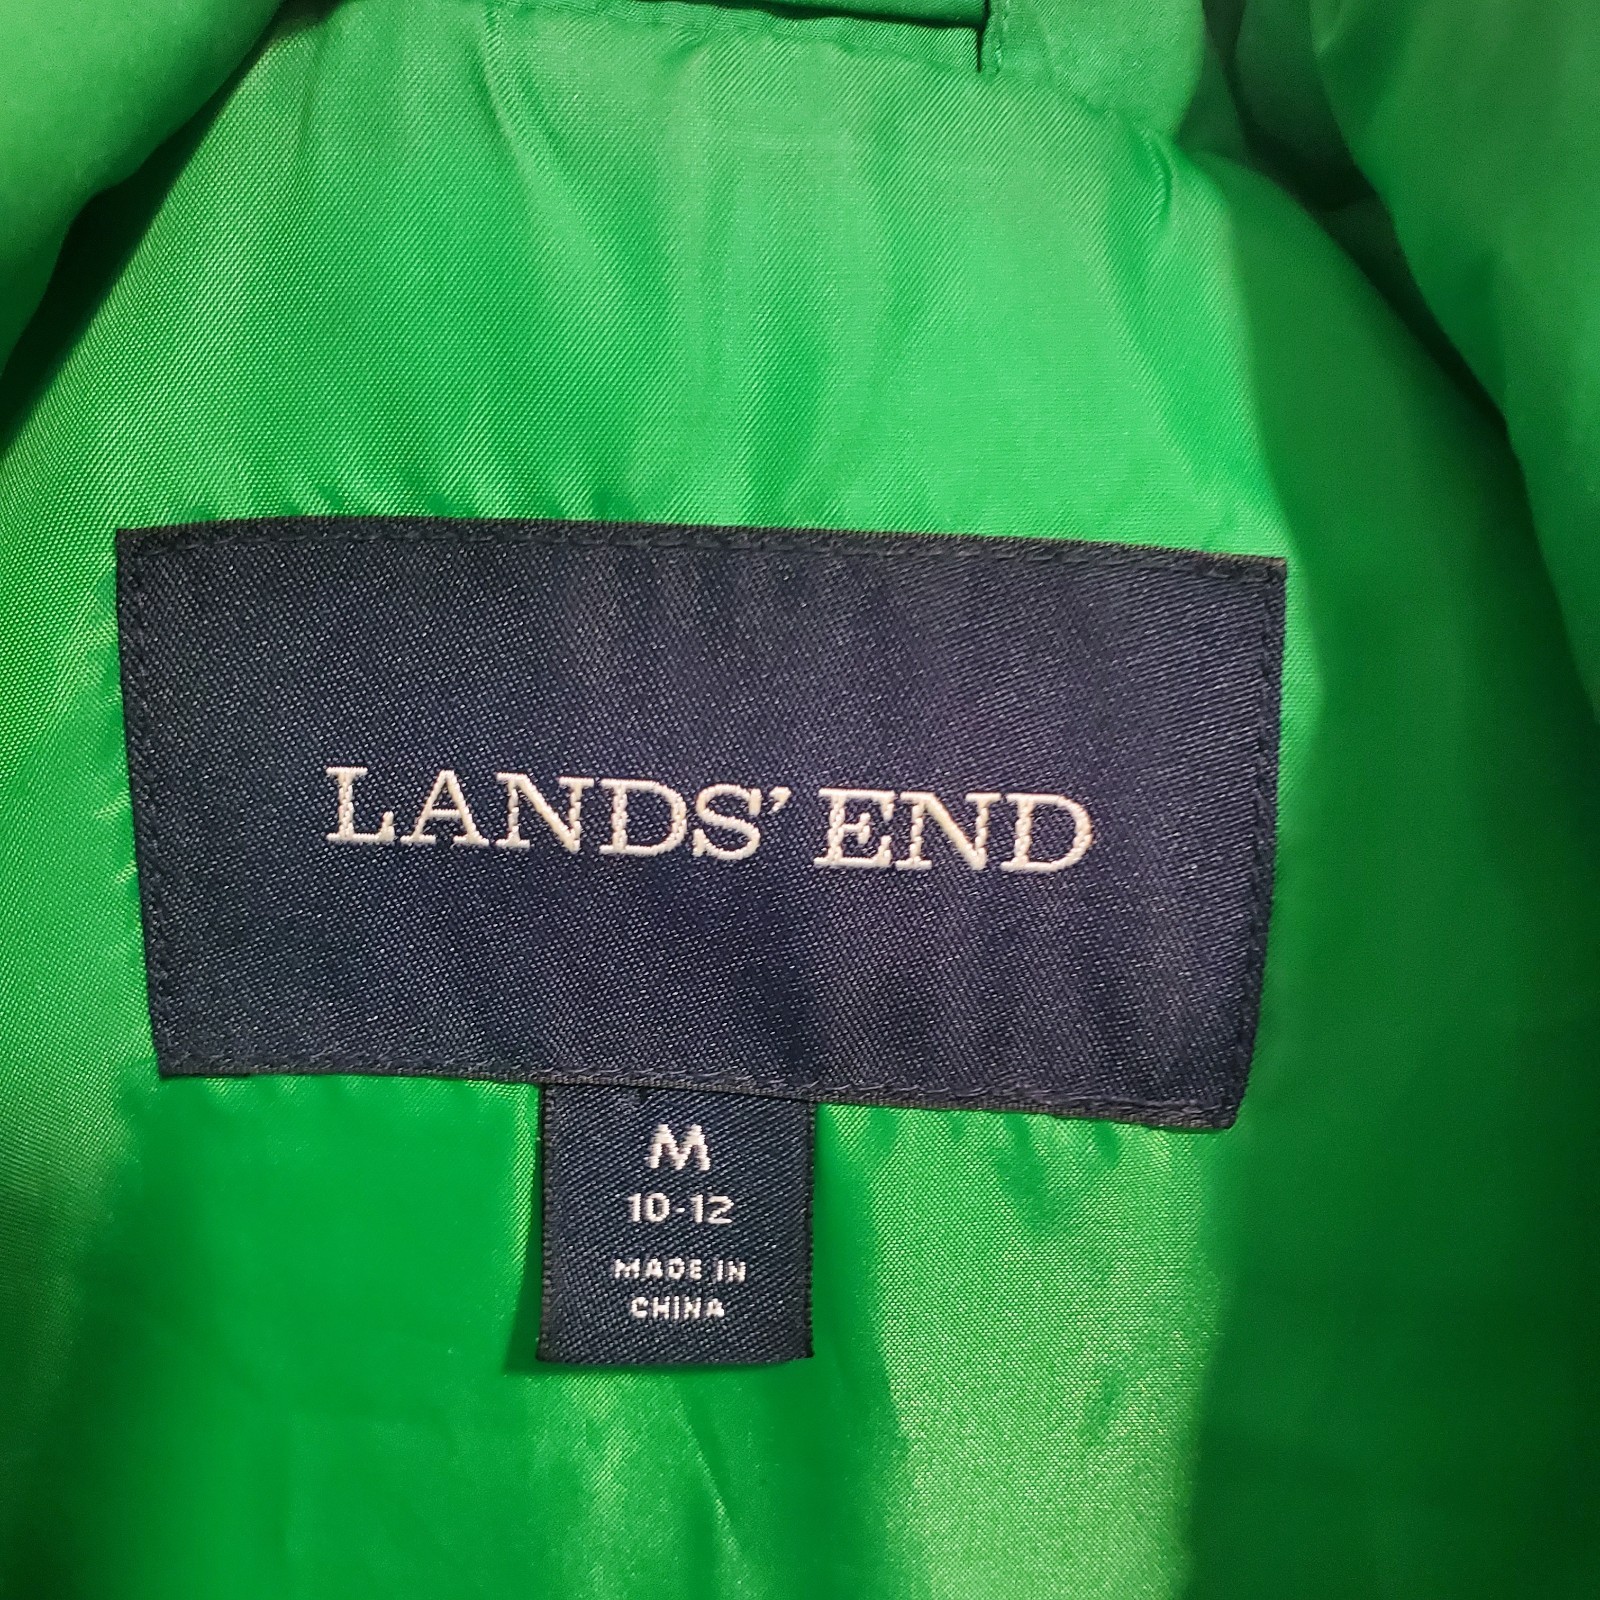 LANDS' END
M
10-12
MADE IN
CHINA